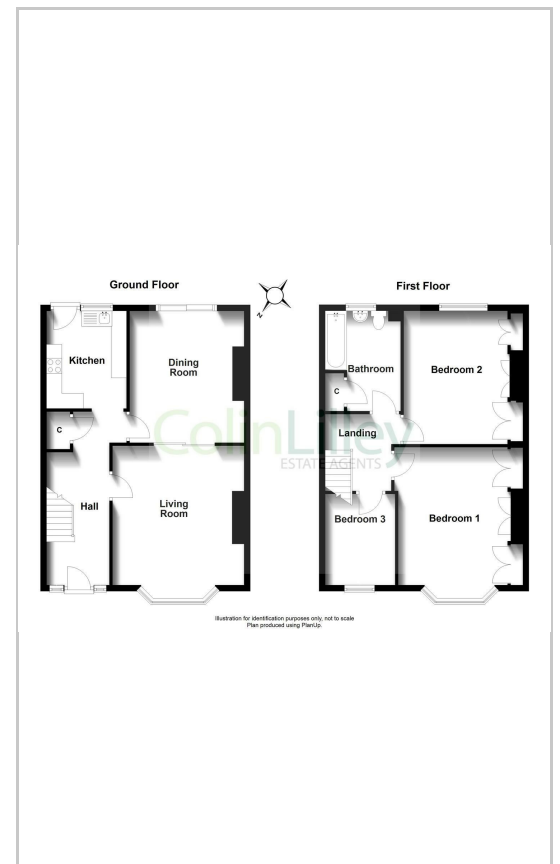 Ground Floor
First Floor
N
Kitchen
Dining
Room
C
Hall
Living
Room
Bathroom
Bedroom 2
C
Landing
Bedroom 3
Bedroom 1
ColinLilley
ESTATE AGENTS
Illustration for identification purposes only, not to scale
Plan produced using PlanUp.